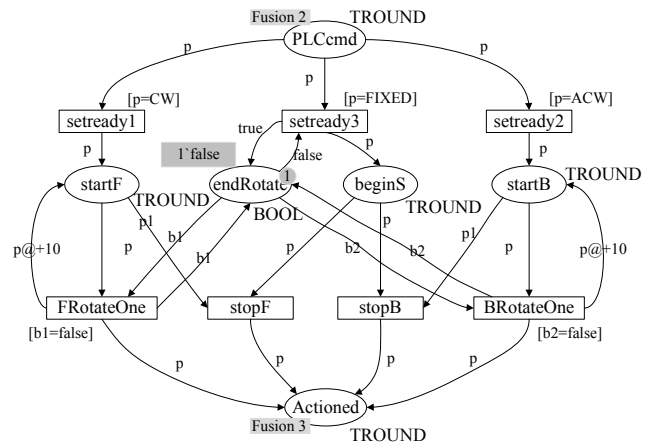 Fusion 2
TROUND
PLCcmd
p
p
p
[p=CW]
[p=FIXED]
[p=ACW]
setready1
setready3
setready2
p
true
false
p
p
1`false
startF
endRotate
1
beginS
startB
TROUND
TROUND
BOOL
TROUND
p@+10
p
p1
b1
b1
p
b2
p
b2
p1
p
p@+10
FRotateOne
stopF
stopB
BRotateOne
[b1=false]
[b2=false]
p
p
p
p
Actioned
Fusion 3
TROUND